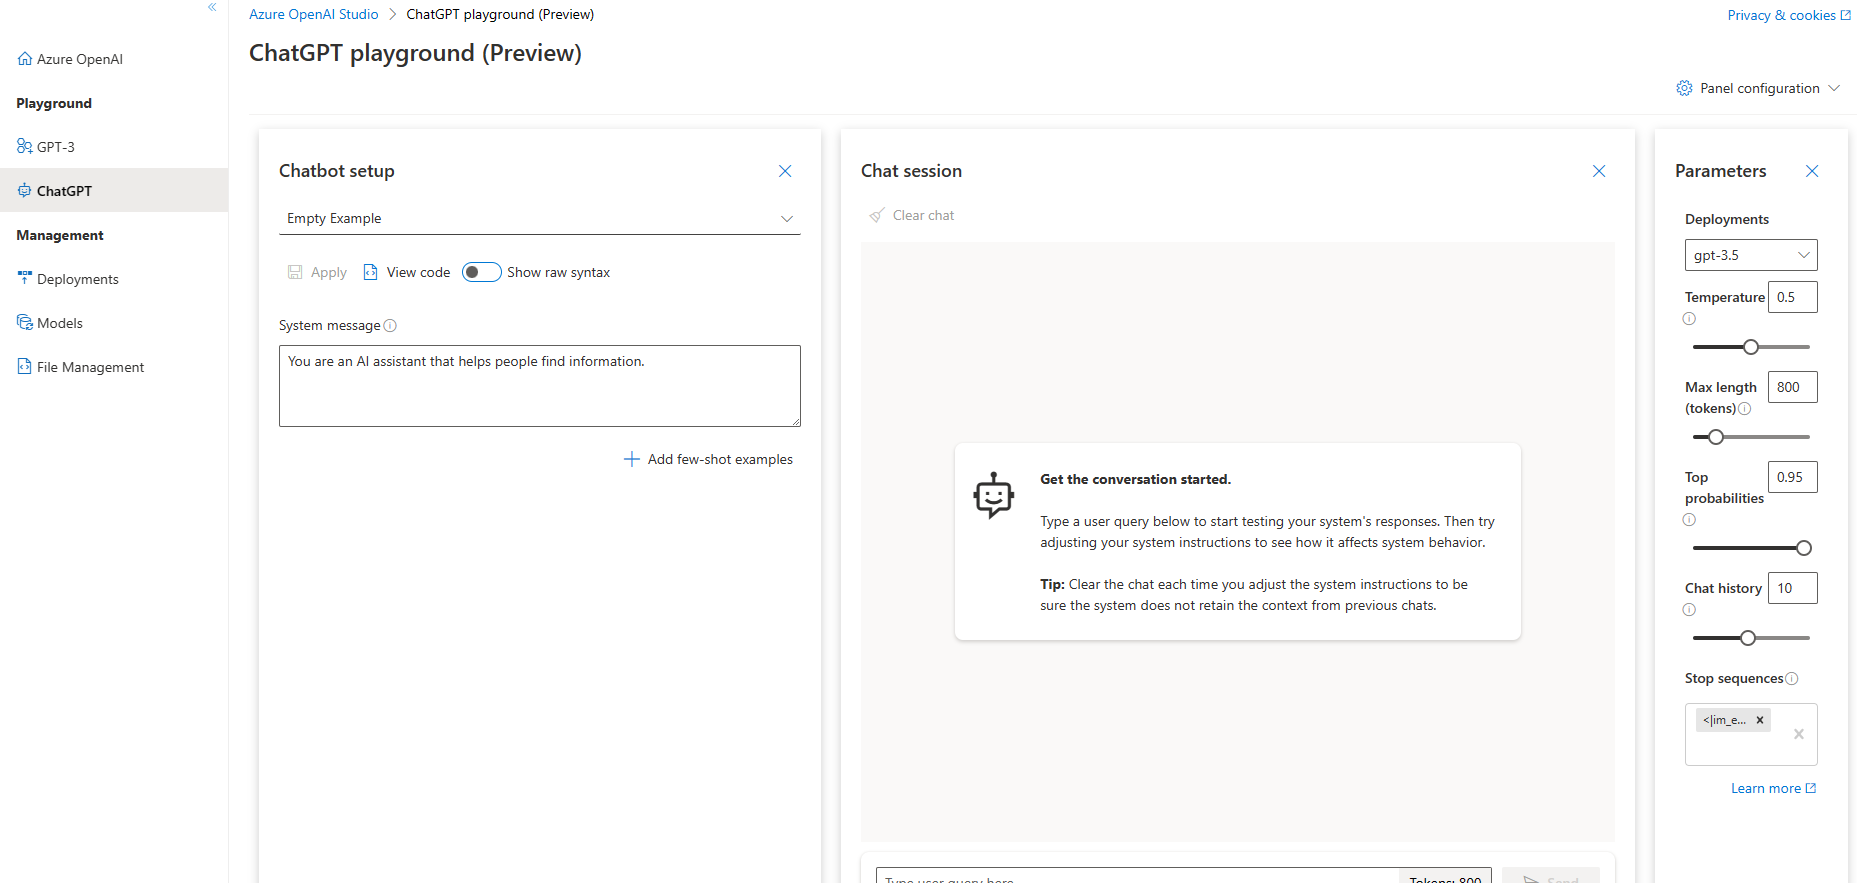 Azure OpenAI
Playground
GPT-3
ChatGPT
Management
Deployments
Models
File Management
Azure OpenAI Studio > ChatGPT playground (Preview)
Privacy & cookies
ChatGPT playground (Preview)
Panel configuration
Chatbot setup
Empty Example
Apply
View code
Show raw syntax
System message
You are an AI assistant that helps people find information.
Add few-shot examples
Chat session
Clear chat
Get the conversation started.
Type a user query below to start testing your system's responses. Then try
adjusting your system instructions to see how it affects system behavior.
Tip: Clear the chat each time you adjust the system instructions to be
sure the system does not retain the context from previous chats.
Type user query here
Tokens: 800
Send
Parameters
Deployments
gpt-3.5
Temperature
0.5
Max length
(tokens)
800
Top
probabilities
0.95
Chat history
10
Stop sequences
<|im_e...
Learn more